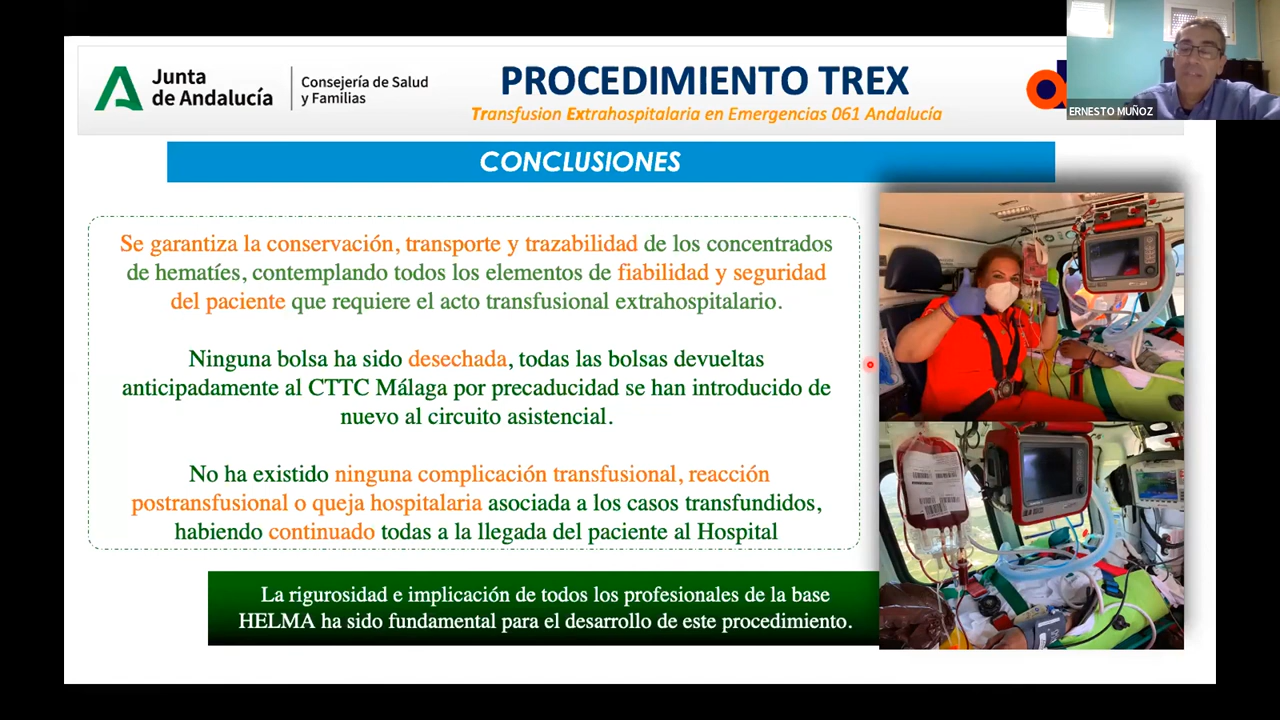 Junta
de Andalucía
Consejería de Salud
y Familias
PROCEDIMIENTO TREX
Transfusion Extrahospitalaria en Emergencias 061 Andalucía
ERNESTO MUÑOZ
CONCLUSIONES
Se garantiza la conservación, transporte y trazabilidad de los concentrados
de hematíes, contemplando todos los elementos de fiabilidad y seguridad
del paciente que requiere el acto transfusional extrahospitalario.
Ninguna bolsa ha sido desechada, todas las bolsas devueltas
anticipadamente al CTTC Málaga por precaducidad se han introducido de
nuevo al circuito asistencial.
No ha existido ninguna complicación transfusional, reacción
postransfusional o queja hospitalaria asociada a los casos transfundidos,
habiendo continuado todas a la llegada del paciente al Hospital
La rigurosidad e implicación de todos los profesionales de la base
HELMA ha sido fundamental para el desarrollo de este procedimiento.